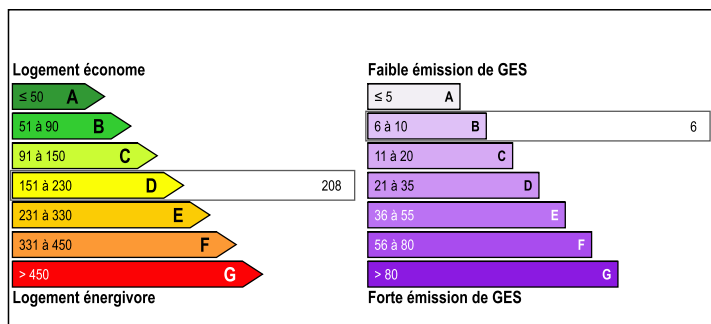 Logement économe
≤ 50 A
51 à 90 B
91 à 150 C
151 à 230 D 208
231 à 330 E
331 à 450 F
> 450 G
Logement énergivore
Faible émission de GES
≤ 5 A
6 à 10 B 6
11 à 20 C
21 à 35 D
36 à 55 E
56 à 80 F
> 80 G
Forte émission de GES